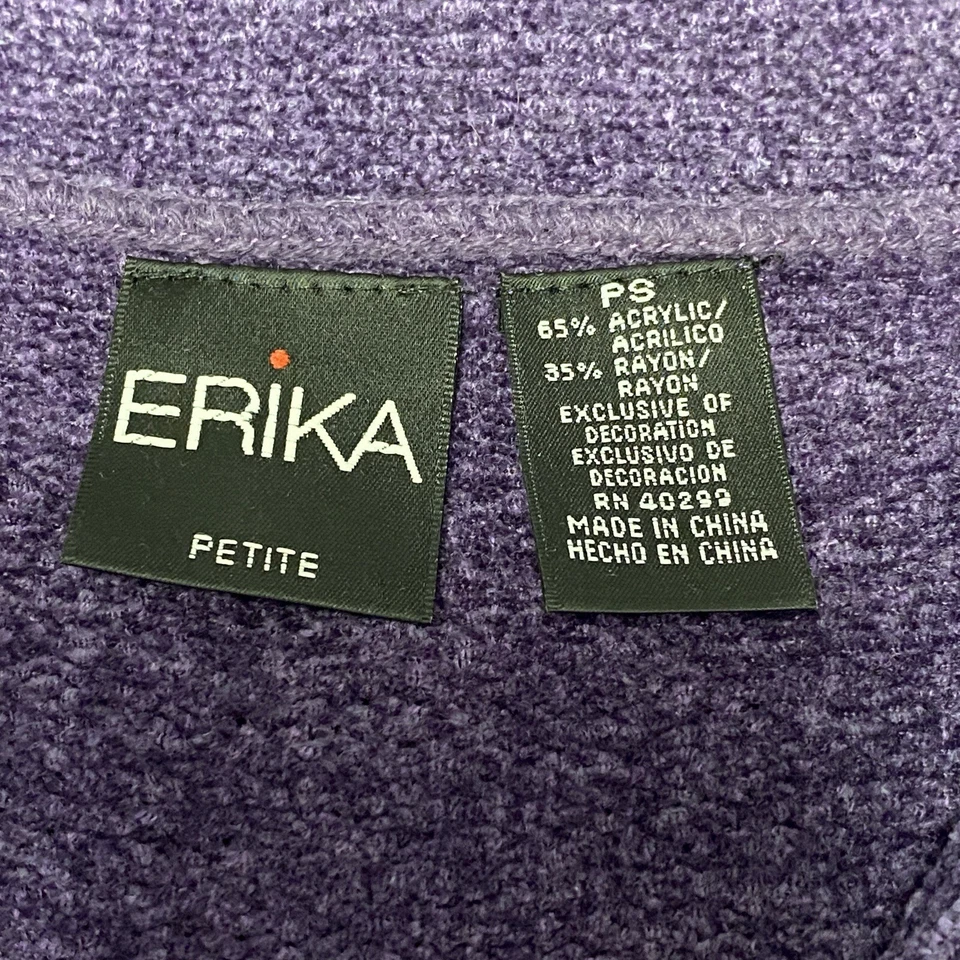 ERIKA
PETITE
PS
65% ACRYLIC/
ACRILICO
35% RAYON/
RAYON
EXCLUSIVE OF
DECORATION
EXCLUSIVO DE
DECORACION
RN 40299
MADE IN CHINA
HECHO EN CHINA